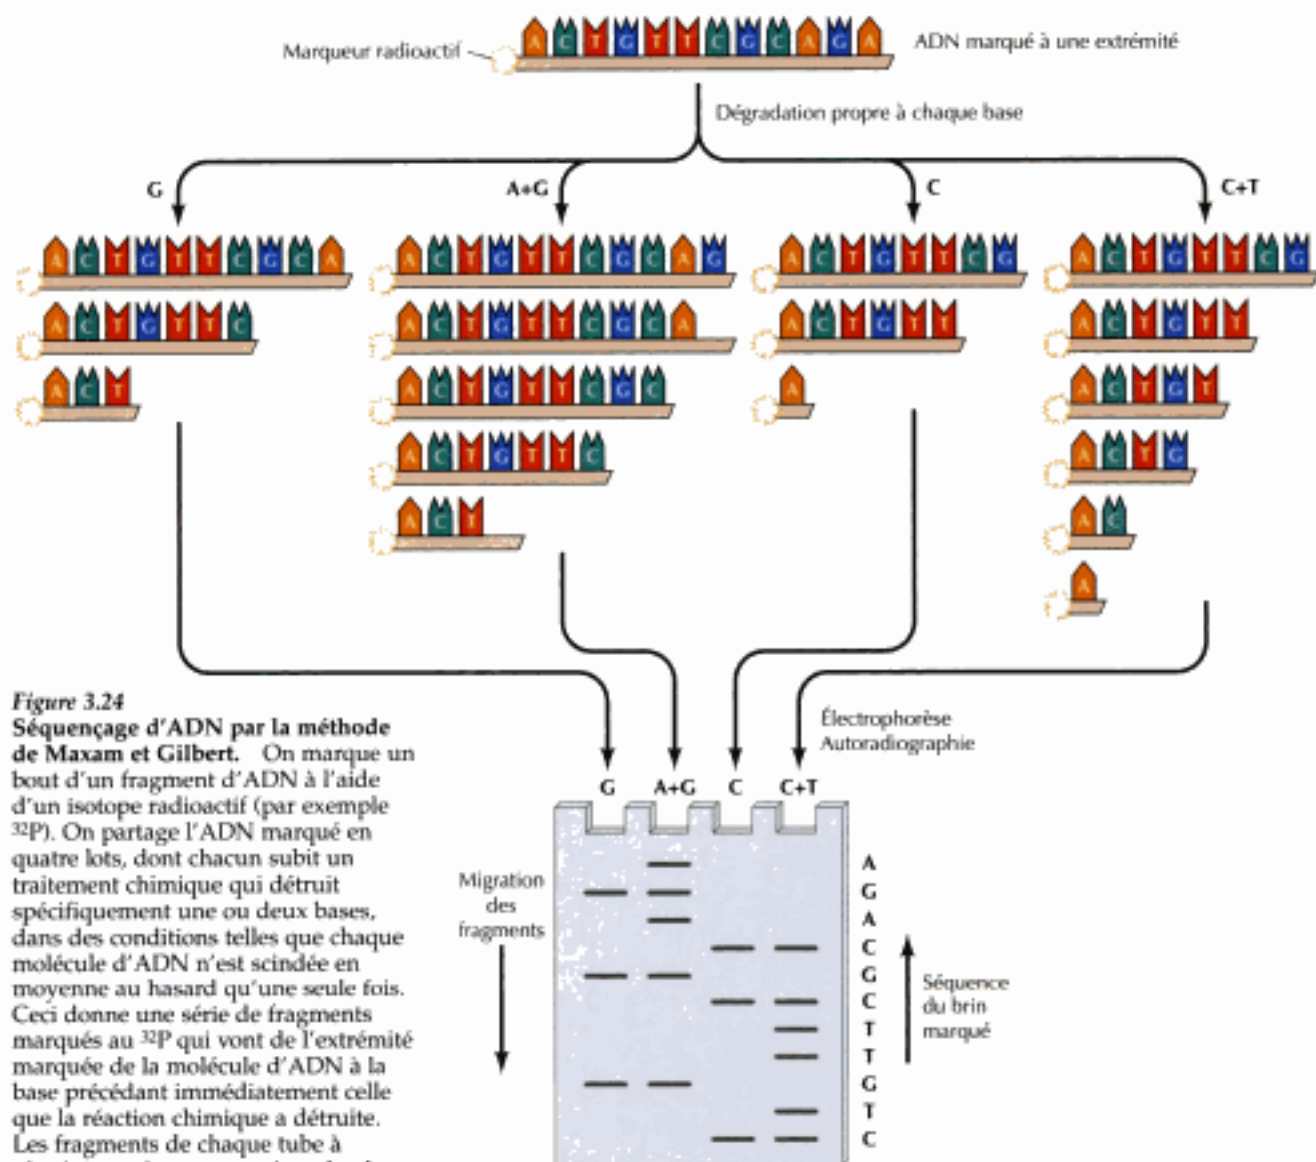 A C T G T T C G C A G A
Marqueur radioactif
ADN marqué à une extrémité
Dégradation propre à chaque base
G
A+G
C
C+T
A C T G T T C G C A
A C T G T T C
A C T
A C T G T T C G C A G
A C T G T T C G C A
A C T G T T C G C
A C T G T T C
A C T
A C T G T T C G
A C T G T T
A
A C T G T T C G
A C T G T T
A C T G T
A C T G
A C
A
Figure 3.24
Séquençage d'ADN par la méthode
de Maxam et Gilbert. On marque un
bout d'un fragment d'ADN à l'aide
d'un isotope radioactif (par exemple
³²P). On partage l'ADN marqué en
quatre lots, dont chacun subit un
traitement chimique qui détruit
spécifiquement une ou deux bases,
dans des conditions telles que chaque
molécule d'ADN n'est scindée en
moyenne au hasard qu'une seule fois.
Ceci donne une série de fragments
marqués au ³²P qui vont de l'extrémité
marquée de la molécule d'ADN à la
base précédant immédiatement celle
que la réaction chimique a détruite.
Les fragments de chaque tube à
Électrophorèse
Autoradiographie
G
A+G
C
C+T
Migration
des
fragments
A
G
A
C
G
C
T
T
G
T
C
Séquence
du brin
marqué